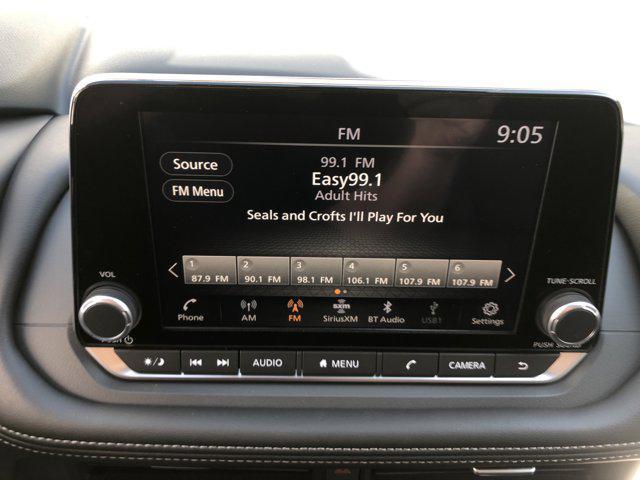 FM
9:05
Source
99.1 FM
Easy99.1
FM Menu
Adult Hits
Seals and Crofts I'll Play For You
1 2 3 4 5 6
87.9 FM 90.1 FM 98.1 FM 106.1 FM 107.9 FM 107.9 FM
VOL
TUNE·SCROLL
sxm
Phone AM FM SiriusXM BT Audio USB1 Settings
PUSH
PUSH
AUDIO MENU CAMERA